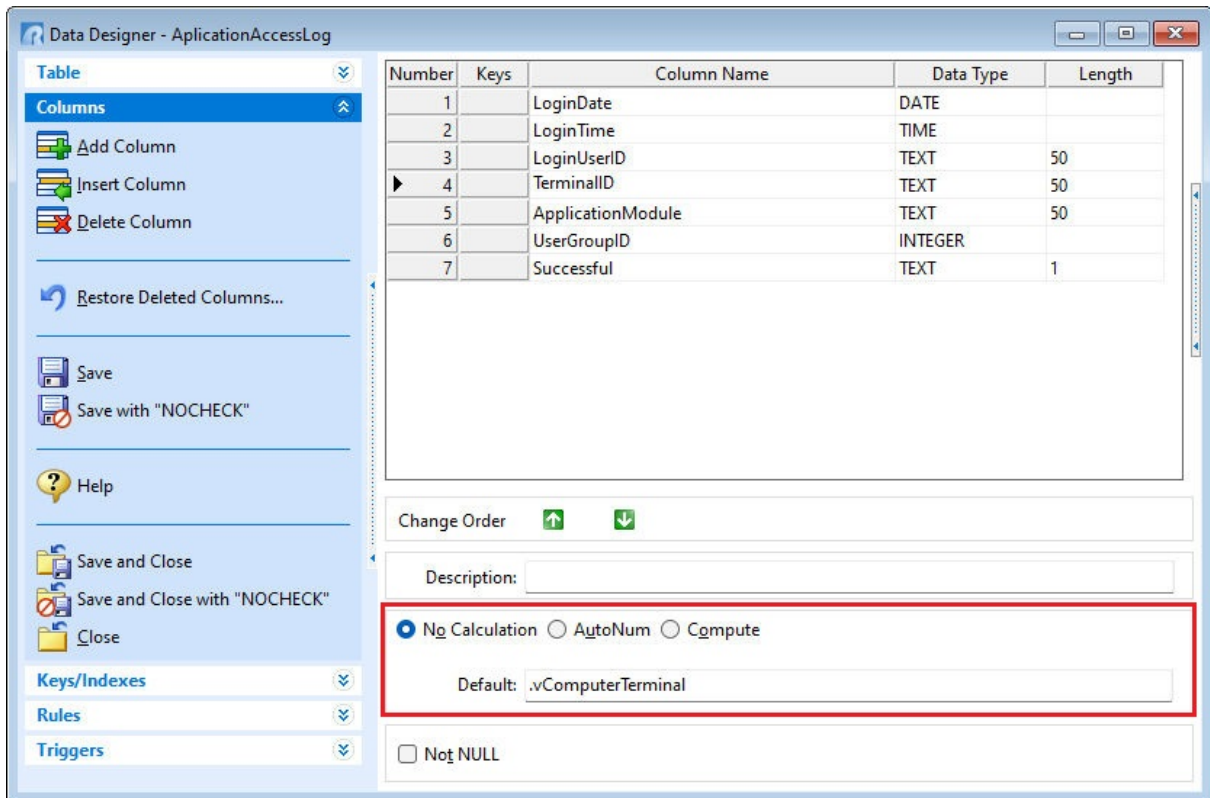 Data Designer - AplicationAccessLog
Table
Columns
Add Column
Insert Column
Delete Column
Restore Deleted Columns...
Save
Save with "NOCHECK"
Help
Save and Close
Save and Close with "NOCHECK"
Close
Keys/Indexes
Rules
Triggers
Number Keys Column Name Data Type Length
1 LoginDate DATE
2 LoginTime TIME
3 LoginUserID TEXT 50
4 TerminalID TEXT 50
5 ApplicationModule TEXT 50
6 UserGroupID INTEGER
7 Successful TEXT 1
Change Order
Description:
No Calculation AutoNum Compute
Default: .vComputerTerminal
Not NULL